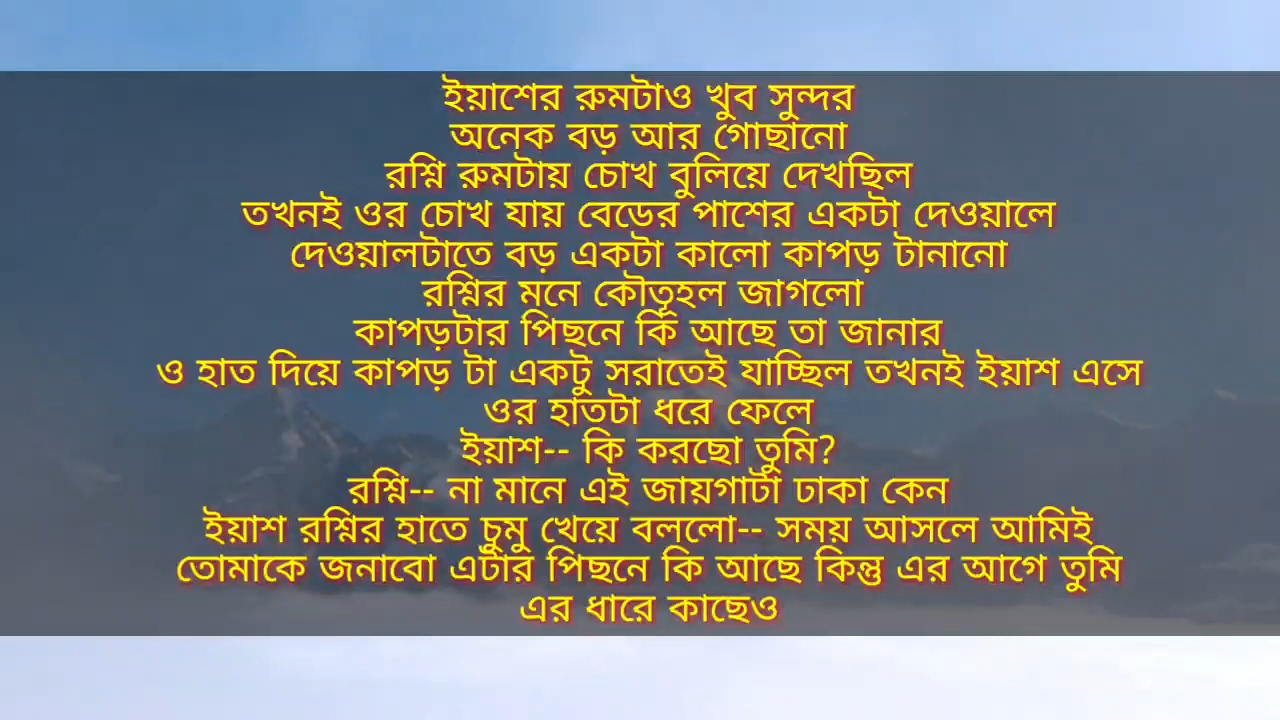 ইয়াশের রুমটাও খুব সুন্দর
অনেক বড় আর গোছানো
রশ্নি রুমটায় চোখ বুলিয়ে দেখছিল
তখনই ওর চোখ যায় বেডের পাশের একটা দেওয়ালে
দেওয়ালটাতে বড় একটা কালো কাপড় টানানো
রশ্নির মনে কৌতূহল জাগলো
কাপড়টার পিছনে কি আছে তা জানার
ও হাত দিয়ে কাপড় টা একটু সরাতেই যাচ্ছিল তখনই ইয়াশ এসে
ওর হাতটা ধরে ফেলে
ইয়াশ-- কি করছো তুমি?
রশ্নি-- না মানে এই জায়গাটা ঢাকা কেন
ইয়াশ রশ্নির হাতে চুমু খেয়ে বললো-- সময় আসলে আমিই
তোমাকে জনাবো এটার পিছনে কি আছে কিন্তু এর আগে তুমি
এর ধারে কাছেও